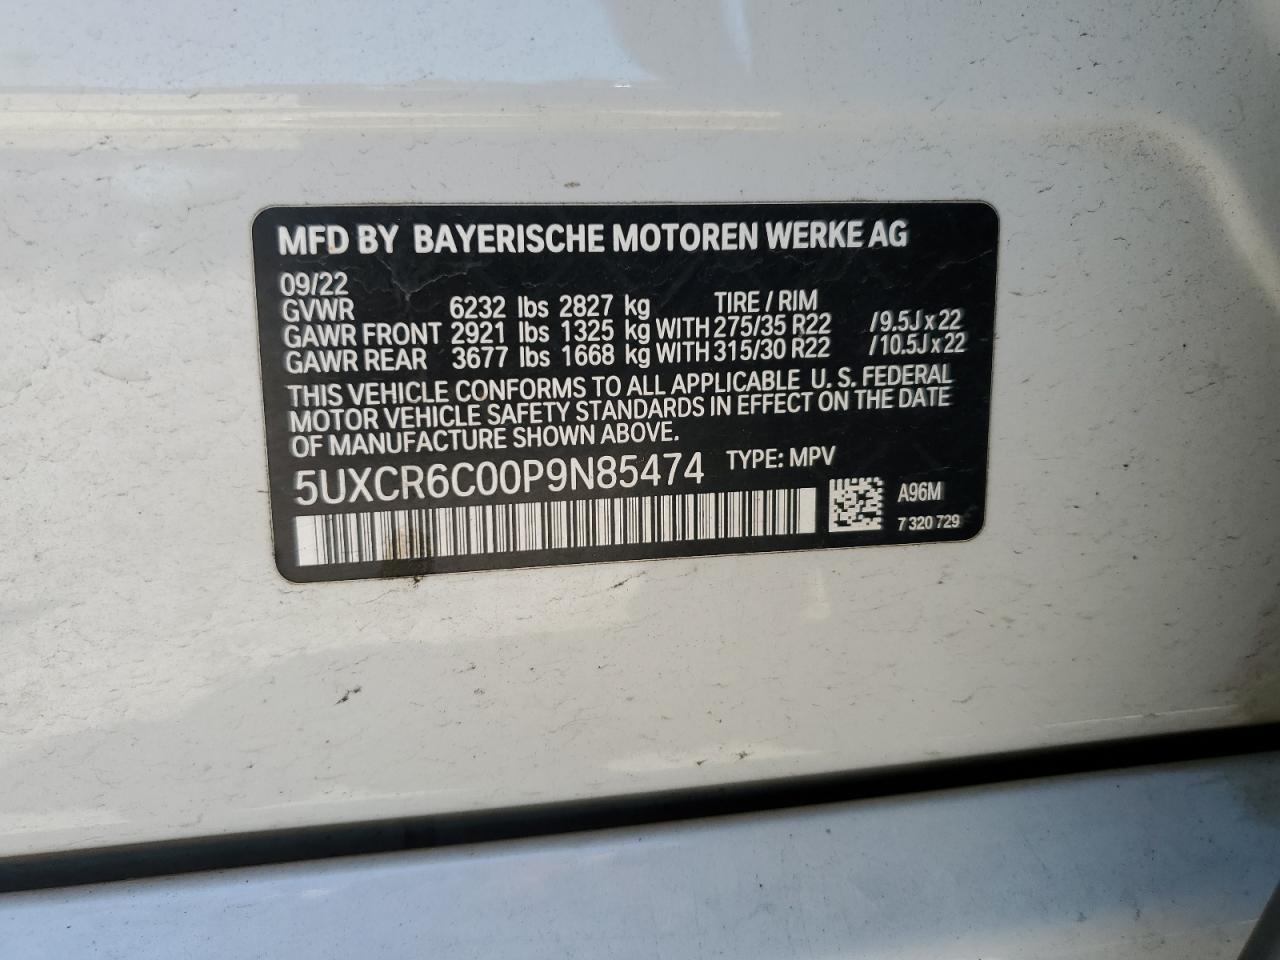 MFD BY BAYERISCHE MOTOREN WERKE AG
09/22
GVWR 6232 lbs 2827 kg TIRE / RIM
GAWR FRONT 2921 lbs 1325 kg WITH 275/35 R22 /9.5J x 22
GAWR REAR 3677 lbs 1668 kg WITH 315/30 R22 /10.5J x 22
THIS VEHICLE CONFORMS TO ALL APPLICABLE U. S. FEDERAL
MOTOR VEHICLE SAFETY STANDARDS IN EFFECT ON THE DATE
OF MANUFACTURE SHOWN ABOVE.
5UXCR6C00P9N85474 TYPE: MPV
A96M
7 320 729